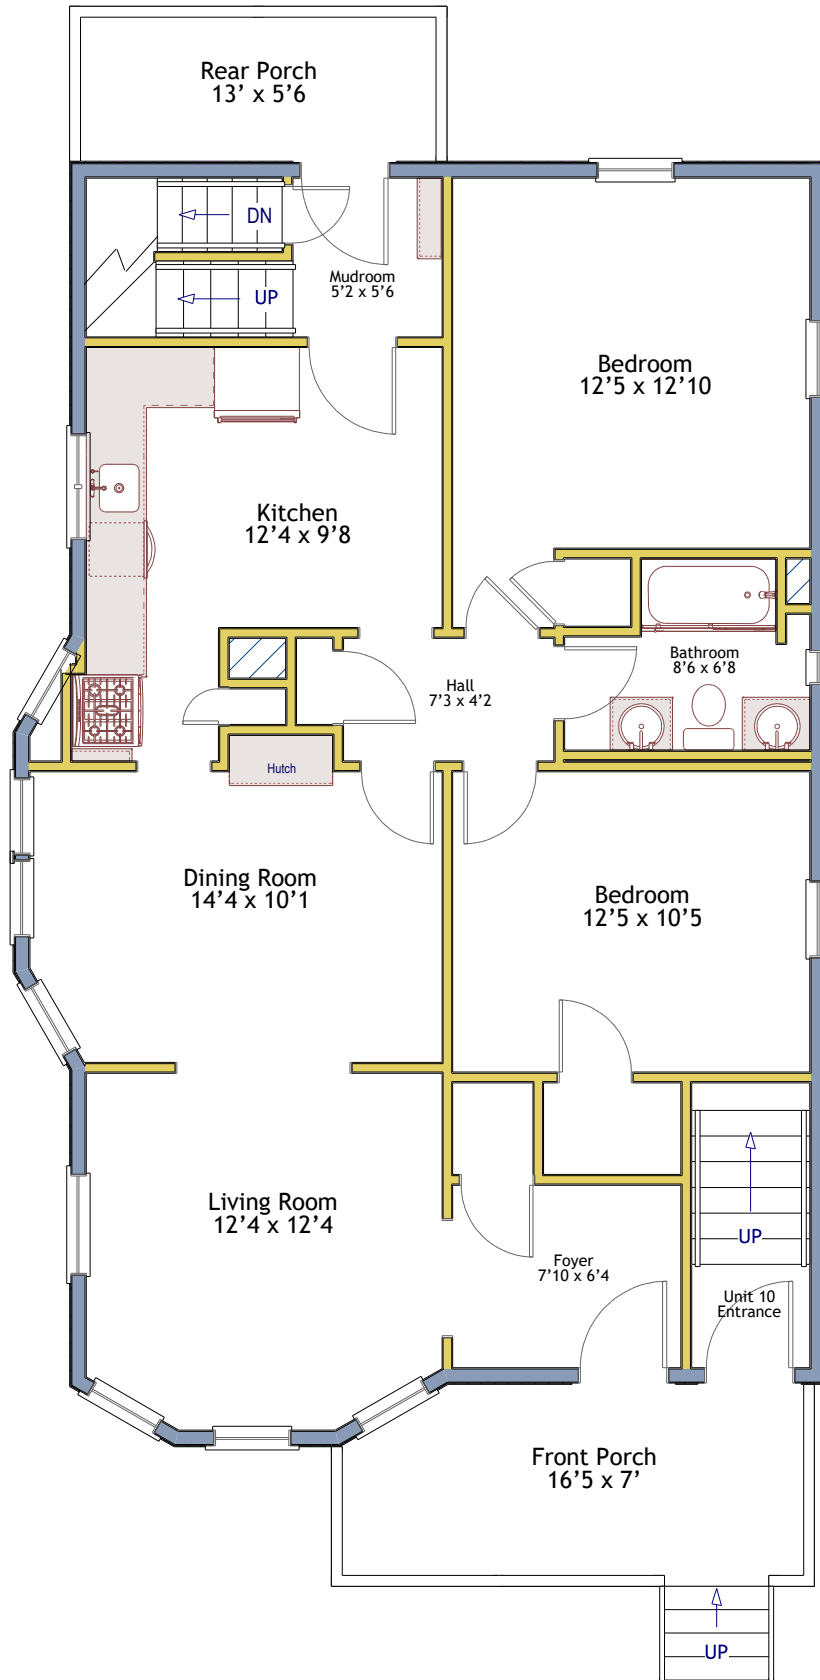 Rear Porch
13' x 5'6
DN
UP
Mudroom
5'2 x 5'6
Bedroom
12'5 x 12'10
Kitchen
12'4 x 9'8
Bathroom
8'6 x 6'8
Hall
7'3 x 4'2
Hutch
Dining Room
14'4 x 10'1
Bedroom
12'5 x 10'5
Living Room
12'4 x 12'4
UP
Foyer
7'10 x 6'4
Unit 10
Entrance
Front Porch
16'5 x 7'
UP